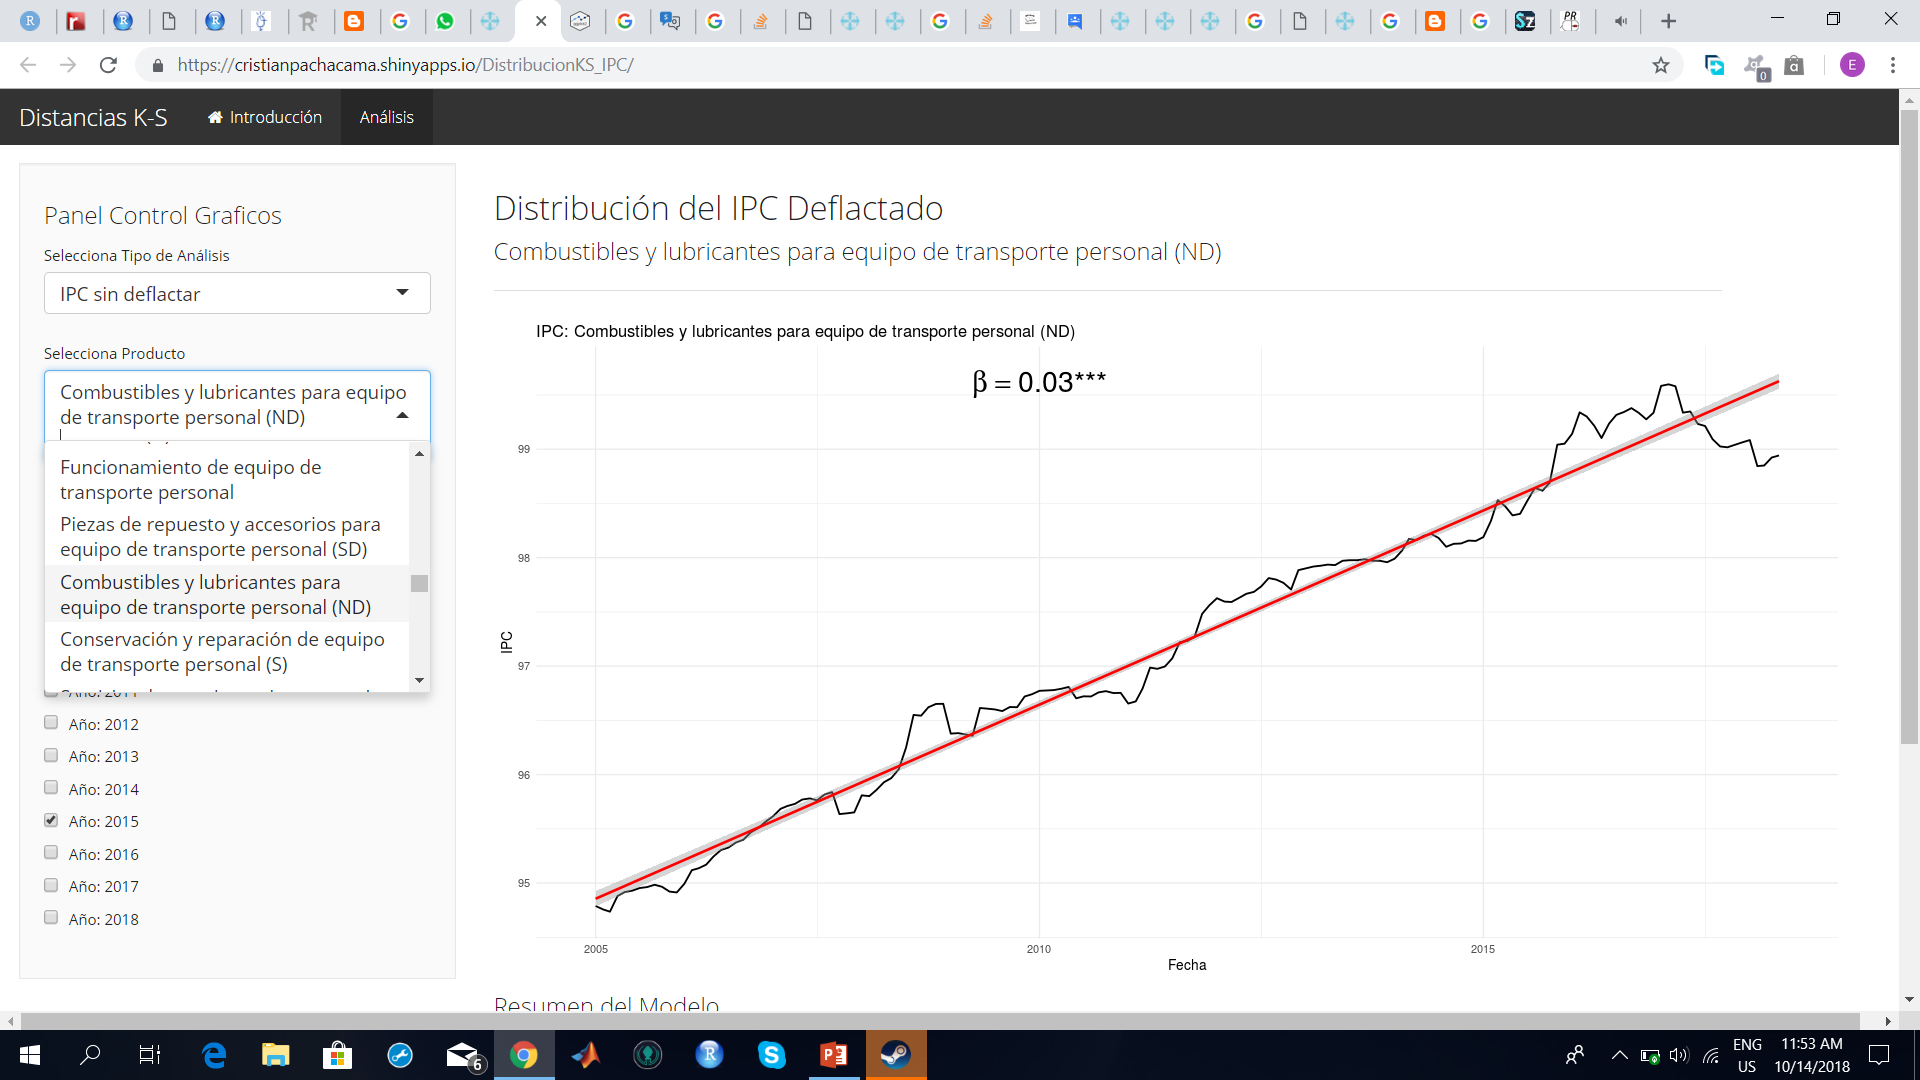 https://cristianpachacama.shinyapps.io/DistribucionKS_IPC/
0
E
Distancias K-S
Introducción
Análisis
Panel Control Graficos
Selecciona Tipo de Análisis
IPC sin deflactar
Selecciona Producto
Combustibles y lubricantes para equipo
de transporte personal (ND)
Funcionamiento de equipo de
transporte personal
Piezas de repuesto y accesorios para
equipo de transporte personal (SD)
Combustibles y lubricantes para
equipo de transporte personal (ND)
Conservación y reparación de equipo
de transporte personal (S)
Año: 2011
Año: 2012
Año: 2013
Año: 2014
Año: 2015
Año: 2016
Año: 2017
Año: 2018
Distribución del IPC Deflactado
Combustibles y lubricantes para equipo de transporte personal (ND)
IPC: Combustibles y lubricantes para equipo de transporte personal (ND)
β = 0.03***
99
98
97
96
95
IPC
2005
2010
2015
Fecha
Resumen del Modelo
6
ENG
US
11:53 AM
10/14/2018